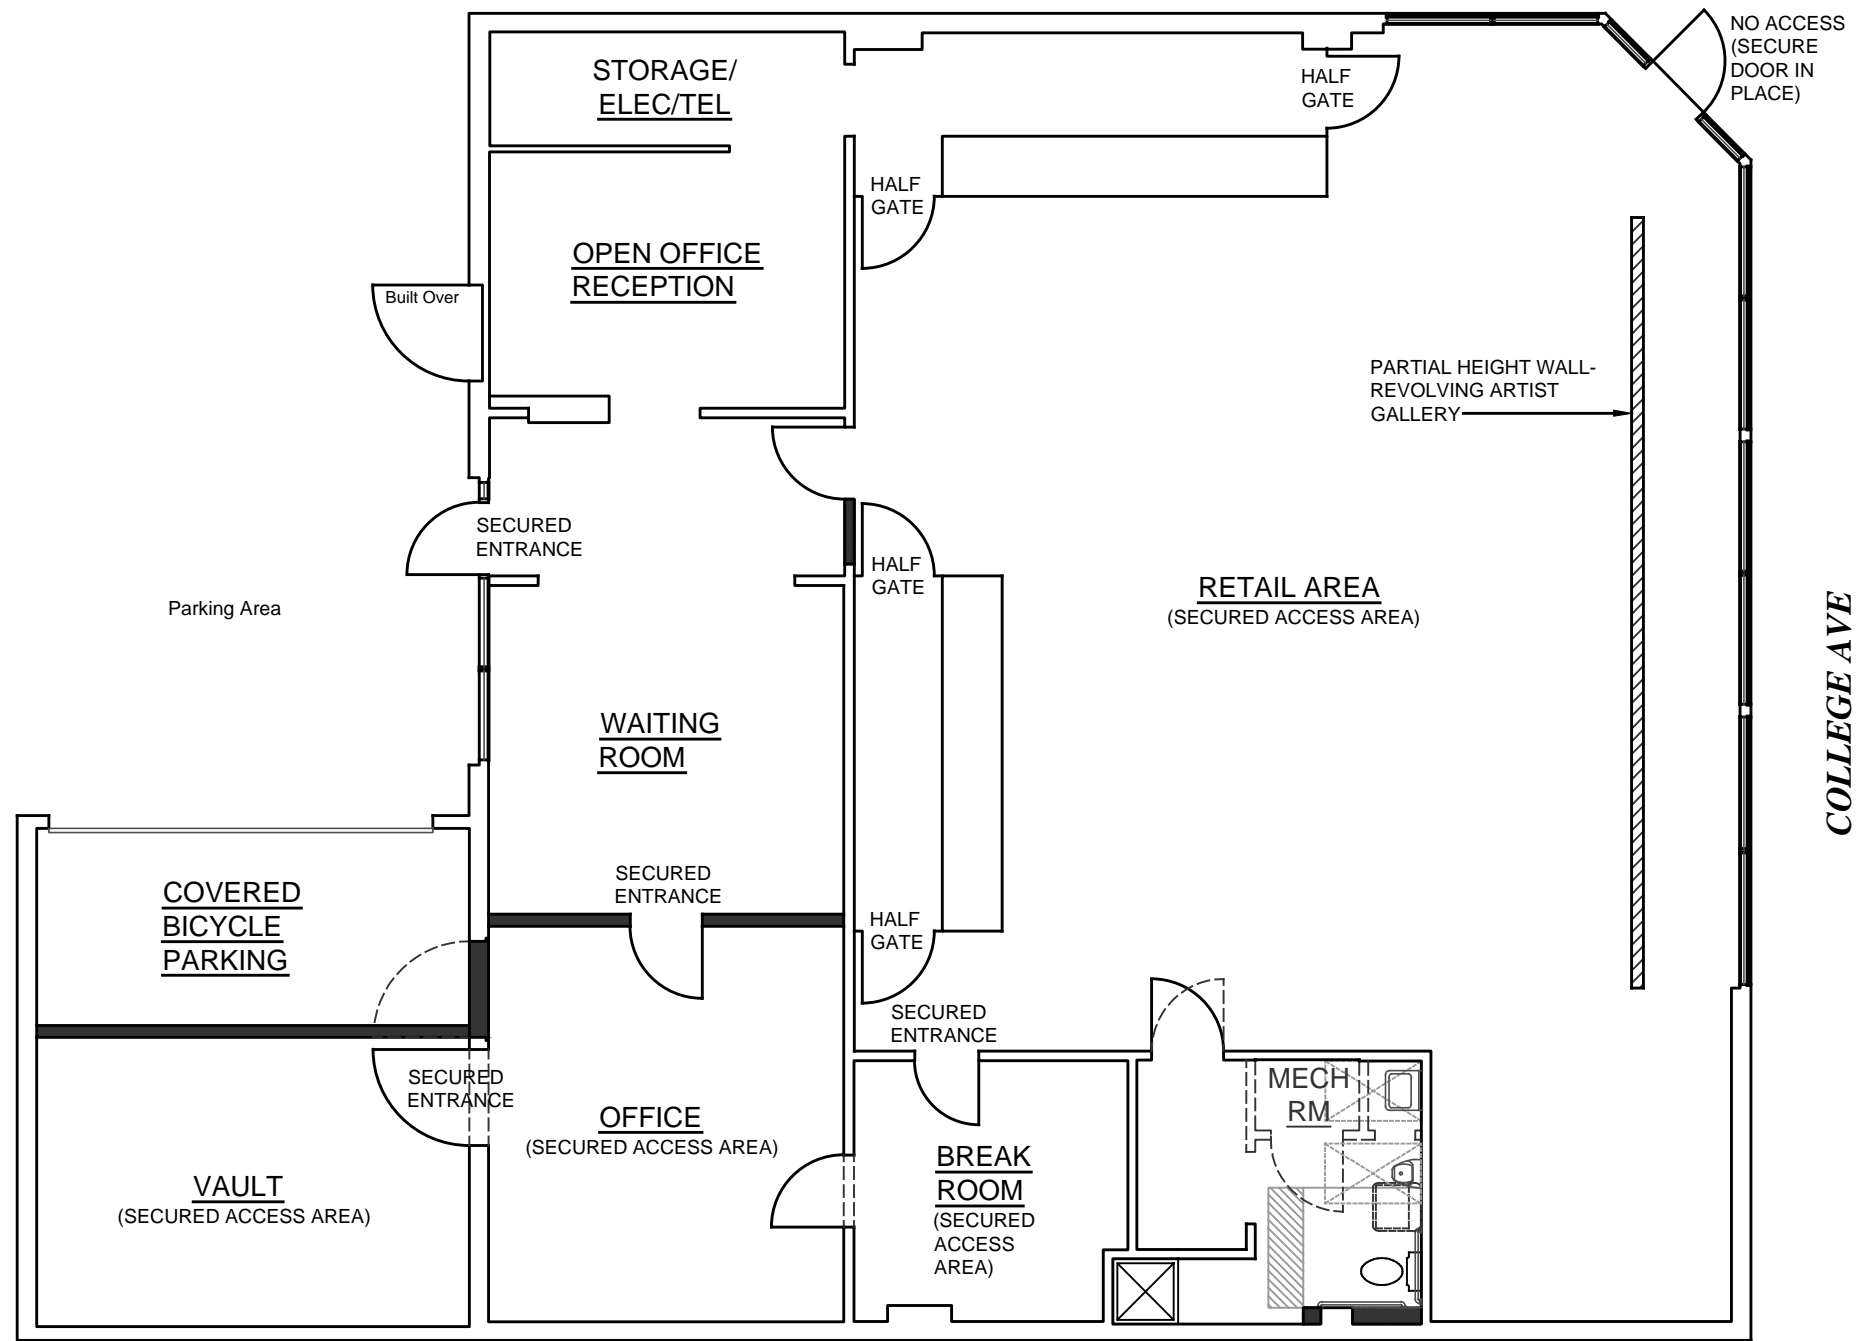 NO ACCESS
(SECURE
DOOR IN
PLACE)
STORAGE/
ELEC/TEL
HALF
GATE
HALF
GATE
OPEN OFFICE
RECEPTION
Built Over
PARTIAL HEIGHT WALL-
REVOLVING ARTIST
GALLERY
SECURED
ENTRANCE
HALF
GATE
RETAIL AREA
(SECURED ACCESS AREA)
Parking Area
COLLEGE AVE
WAITING
ROOM
SECURED
ENTRANCE
COVERED
BICYCLE
PARKING
HALF
GATE
SECURED
ENTRANCE
SECURED
ENTRANCE
MECH
RM
OFFICE
(SECURED ACCESS AREA)
BREAK
ROOM
(SECURED
ACCESS
AREA)
VAULT
(SECURED ACCESS AREA)